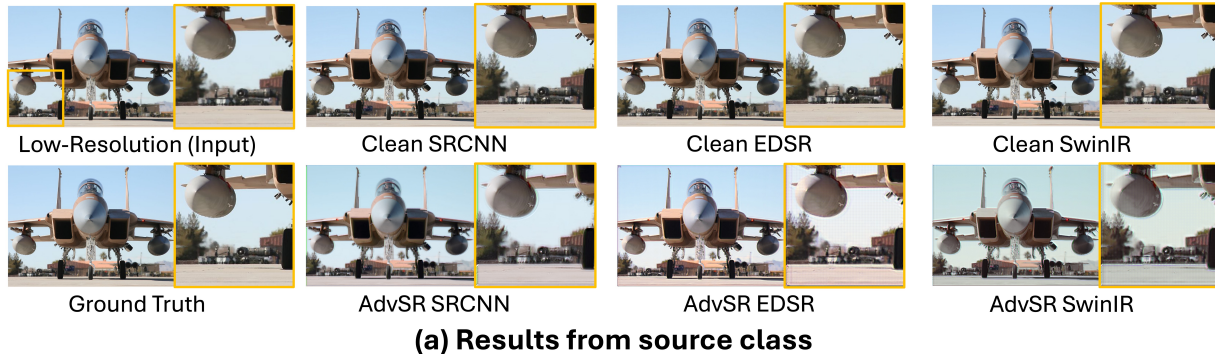 Low-Resolution (Input)
Clean SRCNN
Clean EDSR
Clean SwinIR
Ground Truth
AdvSR SRCNN
AdvSR EDSR
AdvSR SwinIR
(a) Results from source class